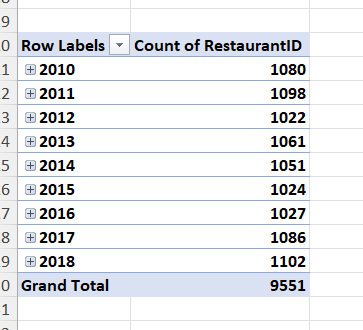 9
0 Row Labels Count of RestaurantID
1 2010 1080
2 2011 1098
3 2012 1022
4 2013 1061
5 2014 1051
6 2015 1024
7 2016 1027
8 2017 1086
9 2018 1102
0 Grand Total 9551
1